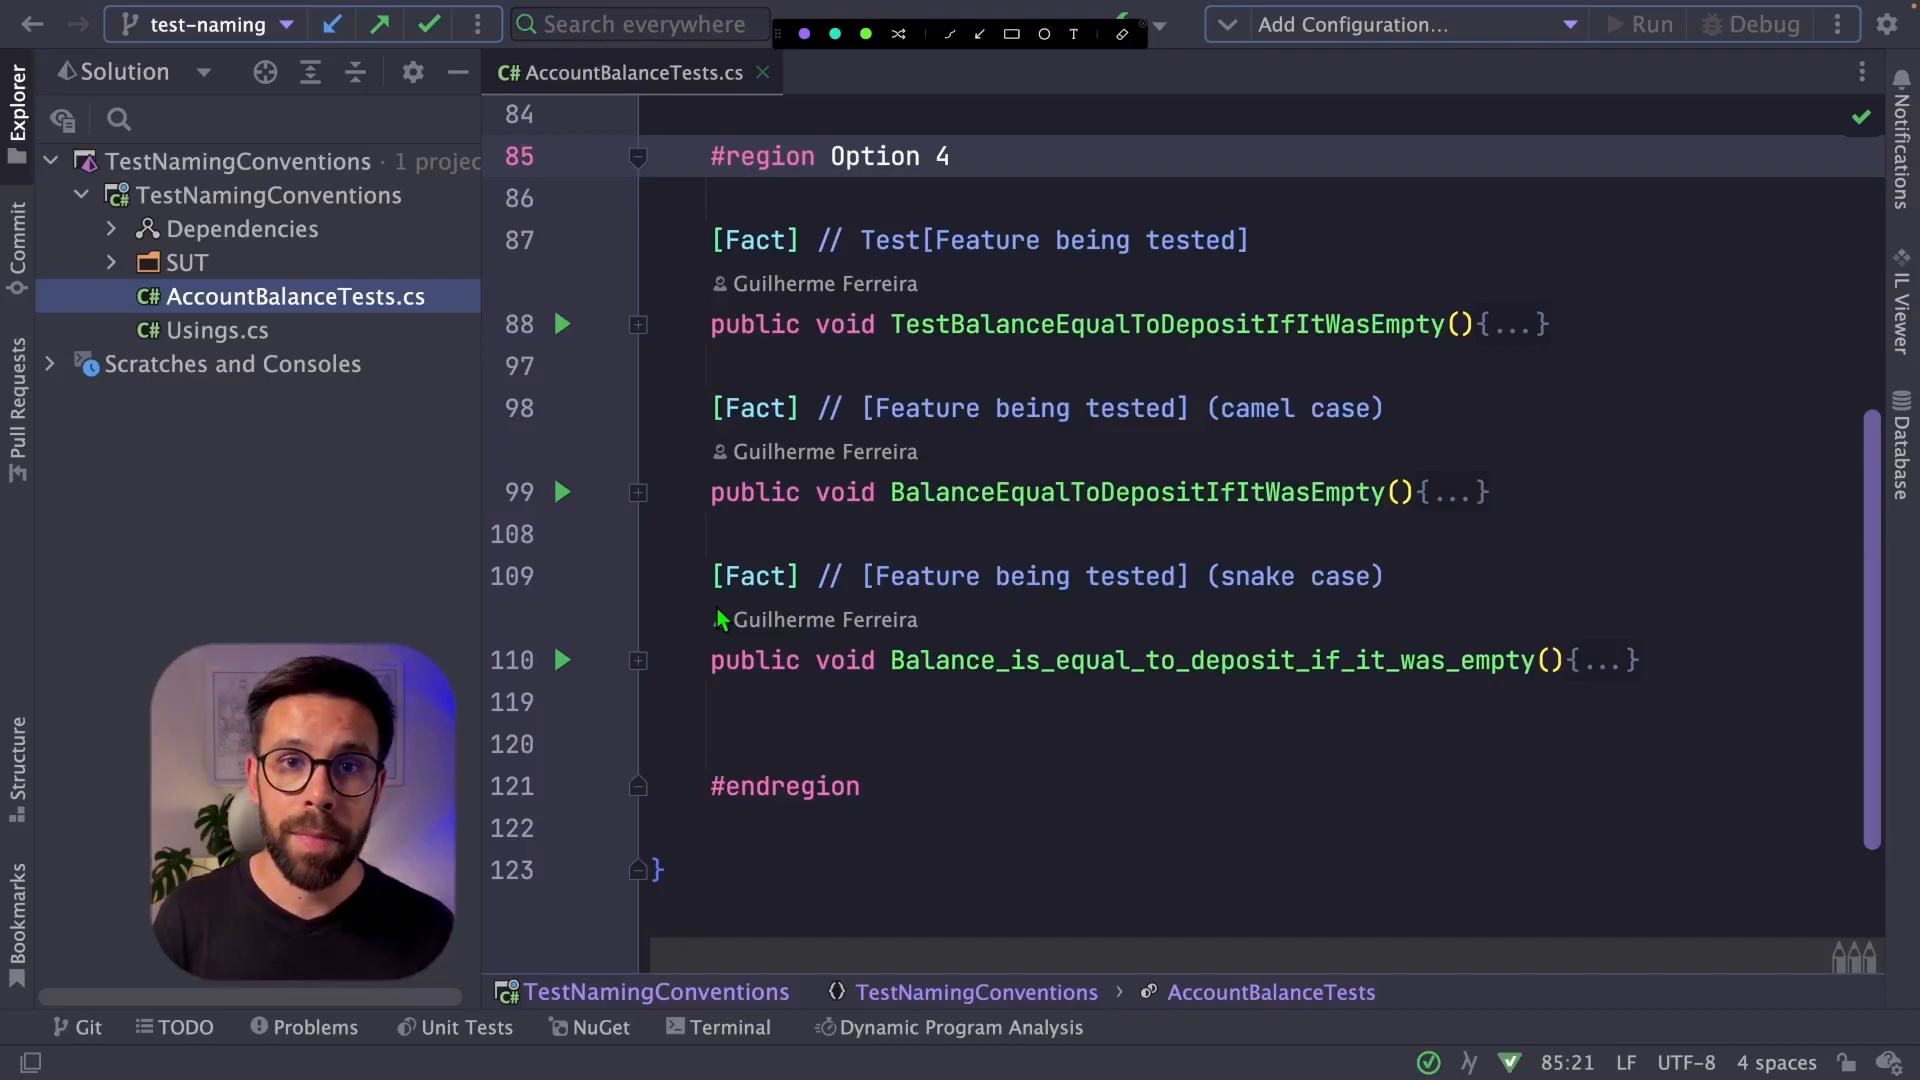 test-naming
Search everywhere
T
Add Configuration...
Run
Debug
Solution
C# AccountBalanceTests.cs
Explorer
Commit
Pull Requests
Structure
Bookmarks
TestNamingConventions · 1 projec
C# TestNamingConventions
Dependencies
SUT
C# AccountBalanceTests.cs
C# Usings.cs
Scratches and Consoles
84
85 #region Option 4
86
87 [Fact] // Test[Feature being tested]
Guilherme Ferreira
88 public void TestBalanceEqualToDepositIfItWasEmpty(){...}
97
98 [Fact] // [Feature being tested] (camel case)
Guilherme Ferreira
99 public void BalanceEqualToDepositIfItWasEmpty(){...}
108
109 [Fact] // [Feature being tested] (snake case)
Guilherme Ferreira
110 public void Balance_is_equal_to_deposit_if_it_was_empty(){...}
119
120
121 #endregion
122
123 }
Notifications
IL Viewer
Database
C# TestNamingConventions
TestNamingConventions › AccountBalanceTests
Git
TODO
Problems
Unit Tests
NuGet
Terminal
Dynamic Program Analysis
85:21
LF
UTF-8
4 spaces